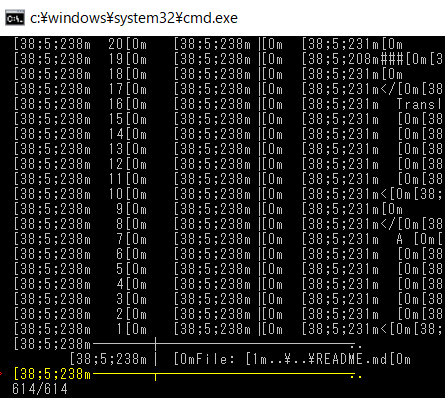 c:¥windows¥system32¥cmd.exe
[38;5;238m  20[0m  [38;5;238m│[0m  [38;5;231m[0m
[38;5;238m  19[0m  [38;5;238m│[0m  [38;5;208m###[0m[
[38;5;238m  18[0m  [38;5;238m│[0m  [38;5;231m[0m
[38;5;238m  17[0m  [38;5;238m│[0m  [38;5;231m</[0m[38
[38;5;238m  16[0m  [38;5;238m│[0m  [38;5;231m  Transl
[38;5;238m  15[0m  [38;5;238m│[0m  [38;5;231m  [0m[38
[38;5;238m  14[0m  [38;5;238m│[0m  [38;5;231m  [0m[38
[38;5;238m  13[0m  [38;5;238m│[0m  [38;5;231m  [0m[38
[38;5;238m  12[0m  [38;5;238m│[0m  [38;5;231m  [0m[38
[38;5;238m  11[0m  [38;5;238m│[0m  [38;5;231m  [0m[38
[38;5;238m  10[0m  [38;5;238m│[0m  [38;5;231m<[0m[38;
[38;5;238m   9[0m  [38;5;238m│[0m  [38;5;231m[0m
[38;5;238m   8[0m  [38;5;238m│[0m  [38;5;231m</[0m[38
[38;5;238m   7[0m  [38;5;238m│[0m  [38;5;231m  A [0m[
[38;5;238m   6[0m  [38;5;238m│[0m  [38;5;231m  [0m[38
[38;5;238m   5[0m  [38;5;238m│[0m  [38;5;231m  [0m[38
[38;5;238m   4[0m  [38;5;238m│[0m  [38;5;231m  [0m[38
[38;5;238m   3[0m  [38;5;238m│[0m  [38;5;231m  [0m[38
[38;5;238m   2[0m  [38;5;238m│[0m  [38;5;231m  [0m[38
[38;5;238m   1[0m  [38;5;238m│[0m  [38;5;231m<[0m[38;
[38;5;238m───────┼──────────────────────..
[38;5;238m│  [0mFile: [1m..¥..¥README.md[0m
[38;5;238m───────┬──────────────────────..
614/614